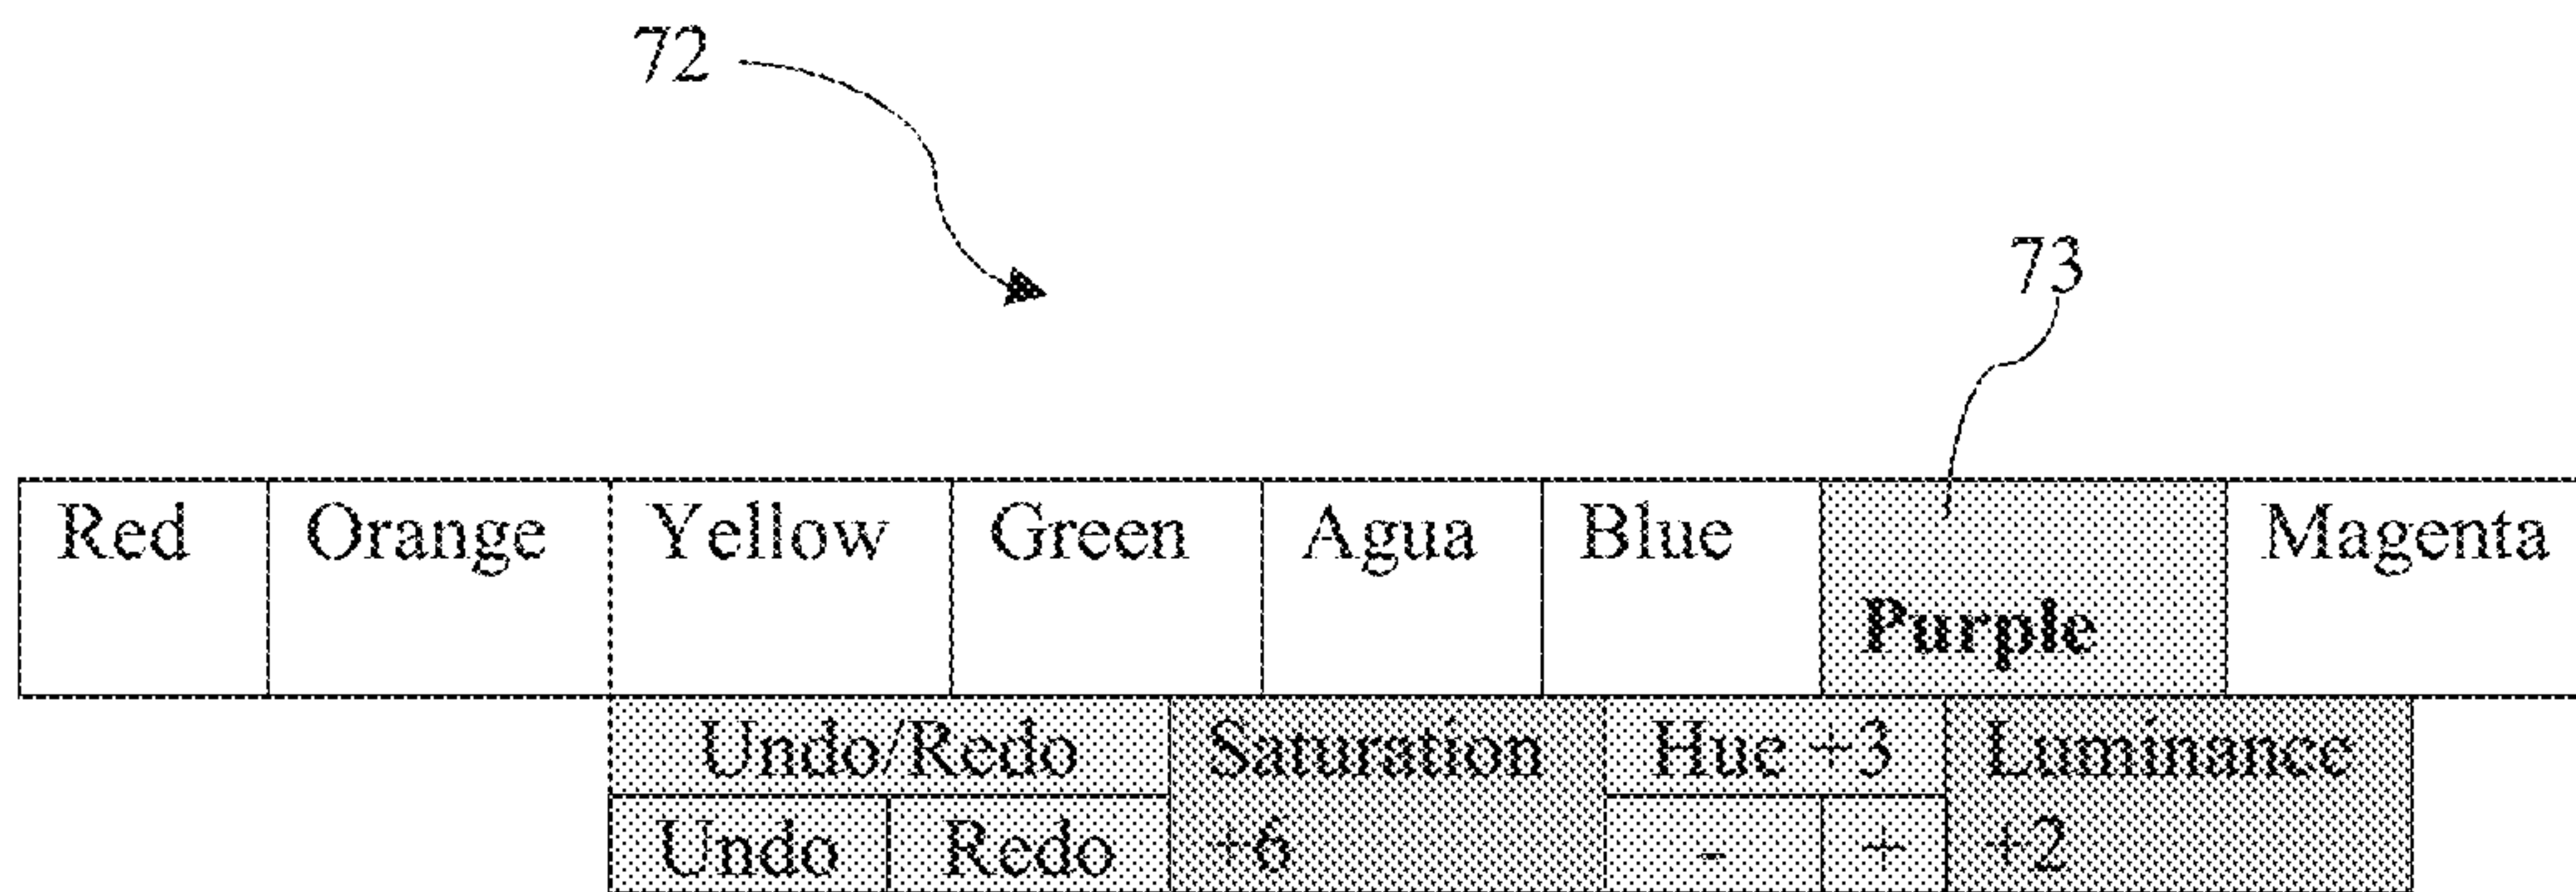 72
73
Red Orange Yellow Green Agua Blue Purple Magenta
Undo/Redo Saturation Hue +3 Luminance
Undo Redo +6 - + +2